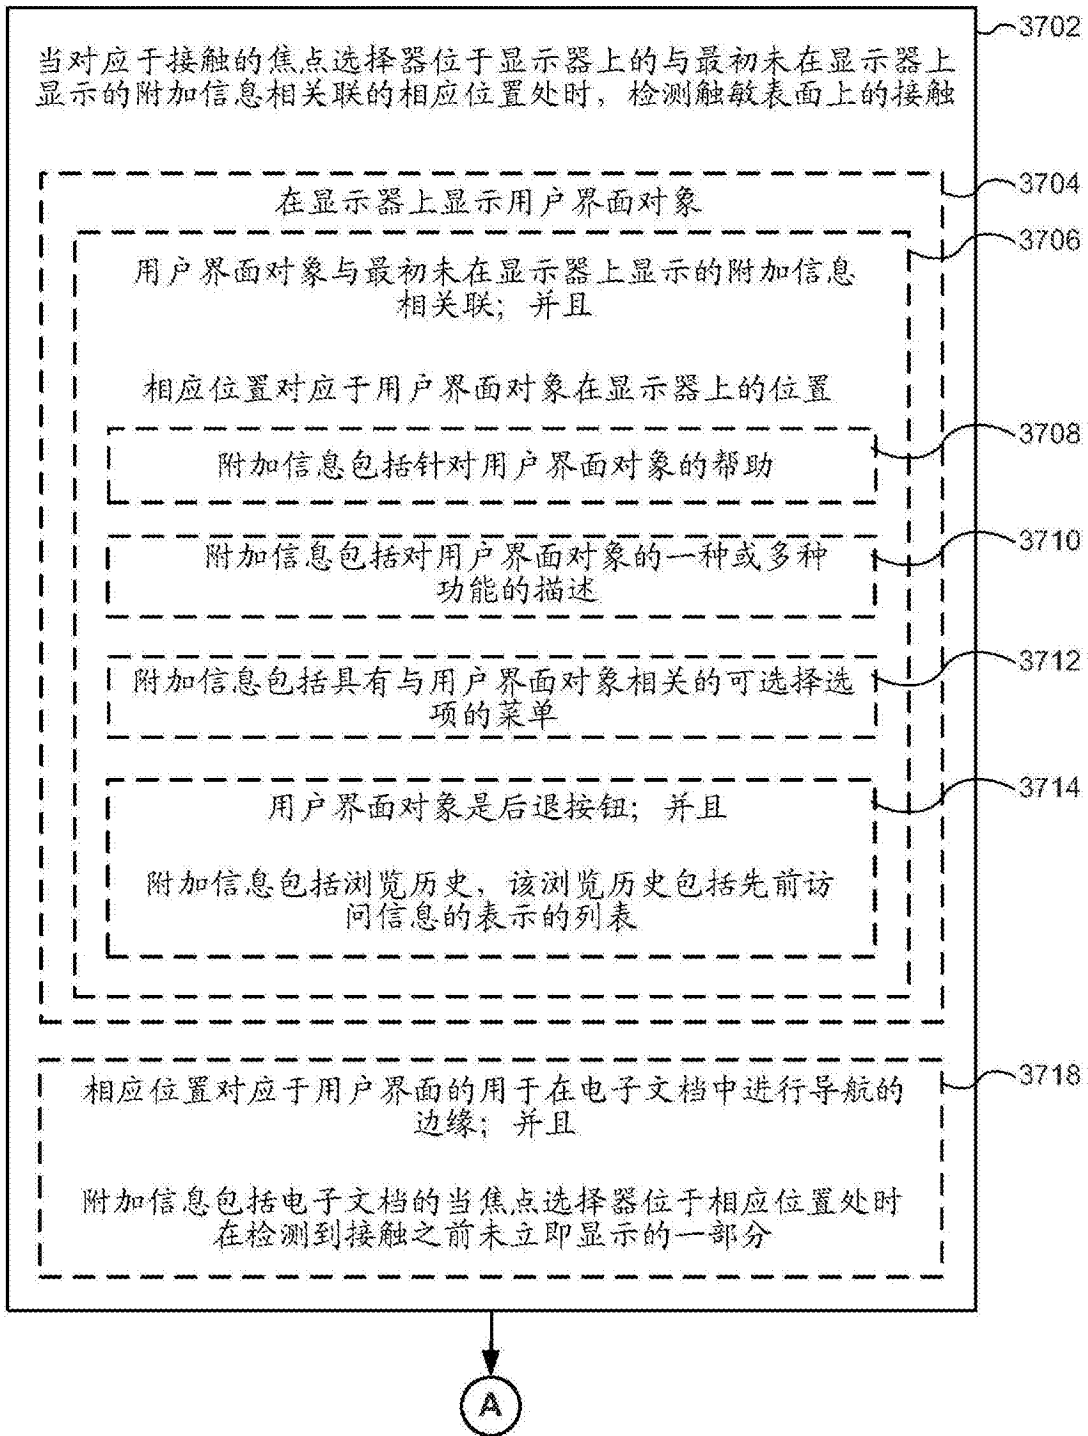 3702
当对应于接触的焦点选择器位于显示器上的与最初未在显示器上
显示的附加信息相关联的相应位置处时，检测触敏表面上的接触
3704
在显示器上显示用户界面对象
3706
用户界面对象与最初未在显示器上显示的附加信息
相关联；并且
相应位置对应于用户界面对象在显示器上的位置
3708
附加信息包括针对用户界面对象的帮助
3710
附加信息包括对用户界面对象的一种或多种
功能的描述
3712
附加信息包括具有与用户界面对象相关的可选择选
项的菜单
3714
用户界面对象是后退按钮；并且
附加信息包括浏览历史，该浏览历史包括先前访
问信息的表示的列表
3718
相应位置对应于用户界面的用于在电子文档中进行导航的
边缘；并且
附加信息包括电子文档的当焦点选择器位于相应位置处时
在检测到接触之前未立即显示的一部分
A